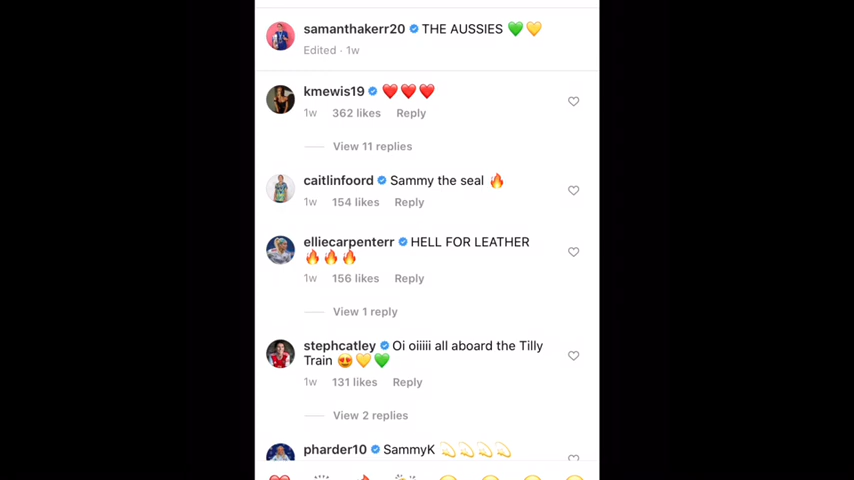 samanthakerr20 THE AUSSIES 💚💛
Edited · 1w
kmewis19 ❤️❤️❤️
1w 362 likes Reply
View 11 replies
caitlinfoord Sammy the seal 🔥
1w 154 likes Reply
elliecarpenterr HELL FOR LEATHER
🔥🔥🔥
1w 156 likes Reply
View 1 reply
stephcatley Oi oiiiii all aboard the Tilly
Train 😍💛💚
1w 131 likes Reply
View 2 replies
pharder10 SammyK 💫💫💫💫